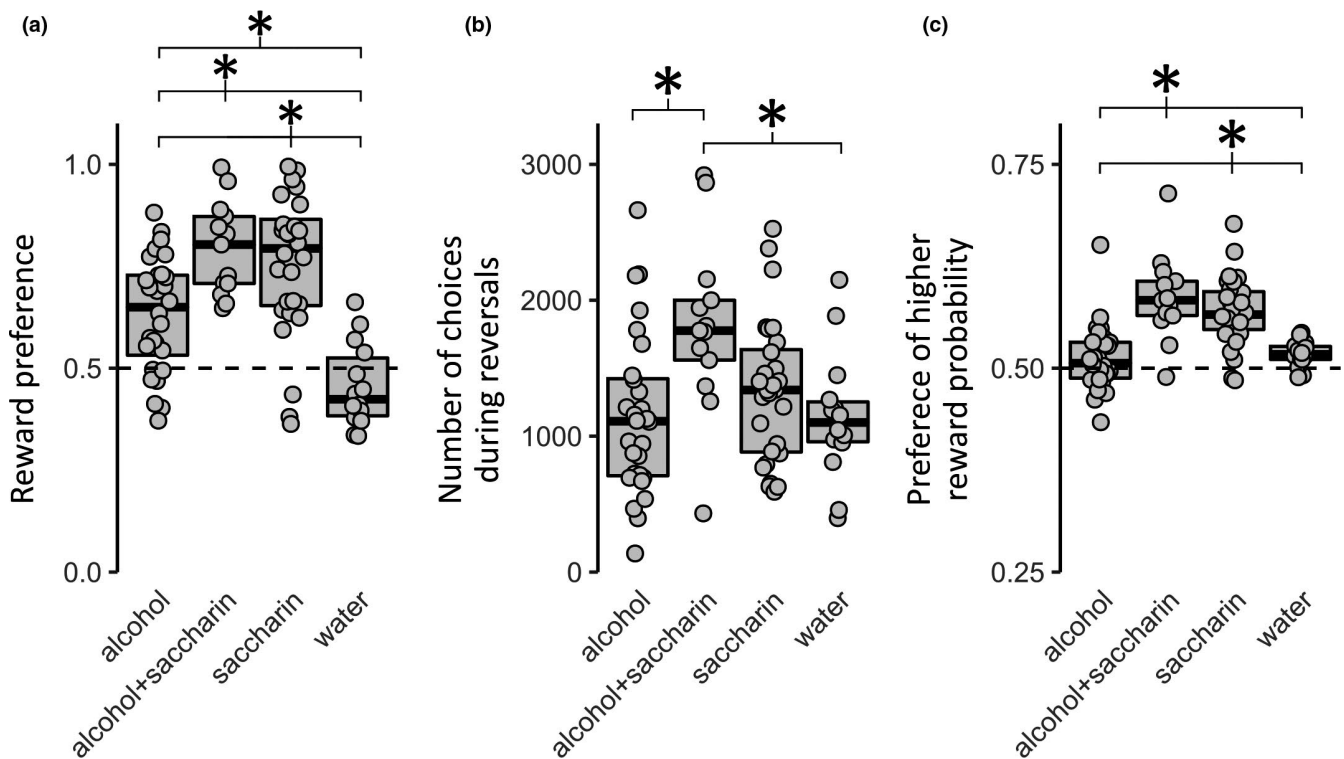 (a)
*
*
*
Reward preference
1.0
0.5
0.0
alcohol
alcohol+saccharin
saccharin
water
(b)
*
*
Number of choices
during reversals
3000
2000
1000
0
alcohol
alcohol+saccharin
saccharin
water
(c)
*
*
Preferece of higher
reward probability
0.75
0.50
0.25
alcohol
alcohol+saccharin
saccharin
water